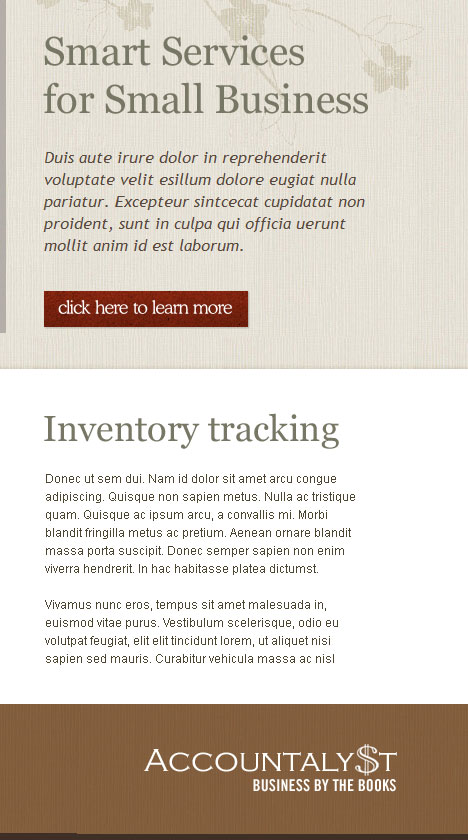 Smart Services
for Small Business
Duis aute irure dolor in reprehenderit
voluptate velit esillum dolore eugiat nulla
pariatur. Excepteur sintcecat cupidatat non
proident, sunt in culpa qui officia uerunt
mollit anim id est laborum.
click here to learn more
Inventory tracking
Donec ut sem dui. Nam id dolor sit amet arcu congue
adipiscing. Quisque non sapien metus. Nulla ac tristique
quam. Quisque ac ipsum arcu, a convallis mi. Morbi
blandit fringilla metus ac pretium. Aenean ornare blandit
massa porta suscipit. Donec semper sapien non enim
viverra hendrerit. In hac habitasse platea dictumst.
Vivamus nunc eros, tempus sit amet malesuada in,
euismod vitae purus. Vestibulum scelerisque, odio eu
volutpat feugiat, elit elit tincidunt lorem, ut aliquet nisi
sapien sed mauris. Curabitur vehicula massa ac nisl
ACCOUNTALY$T
BUSINESS BY THE BOOKS